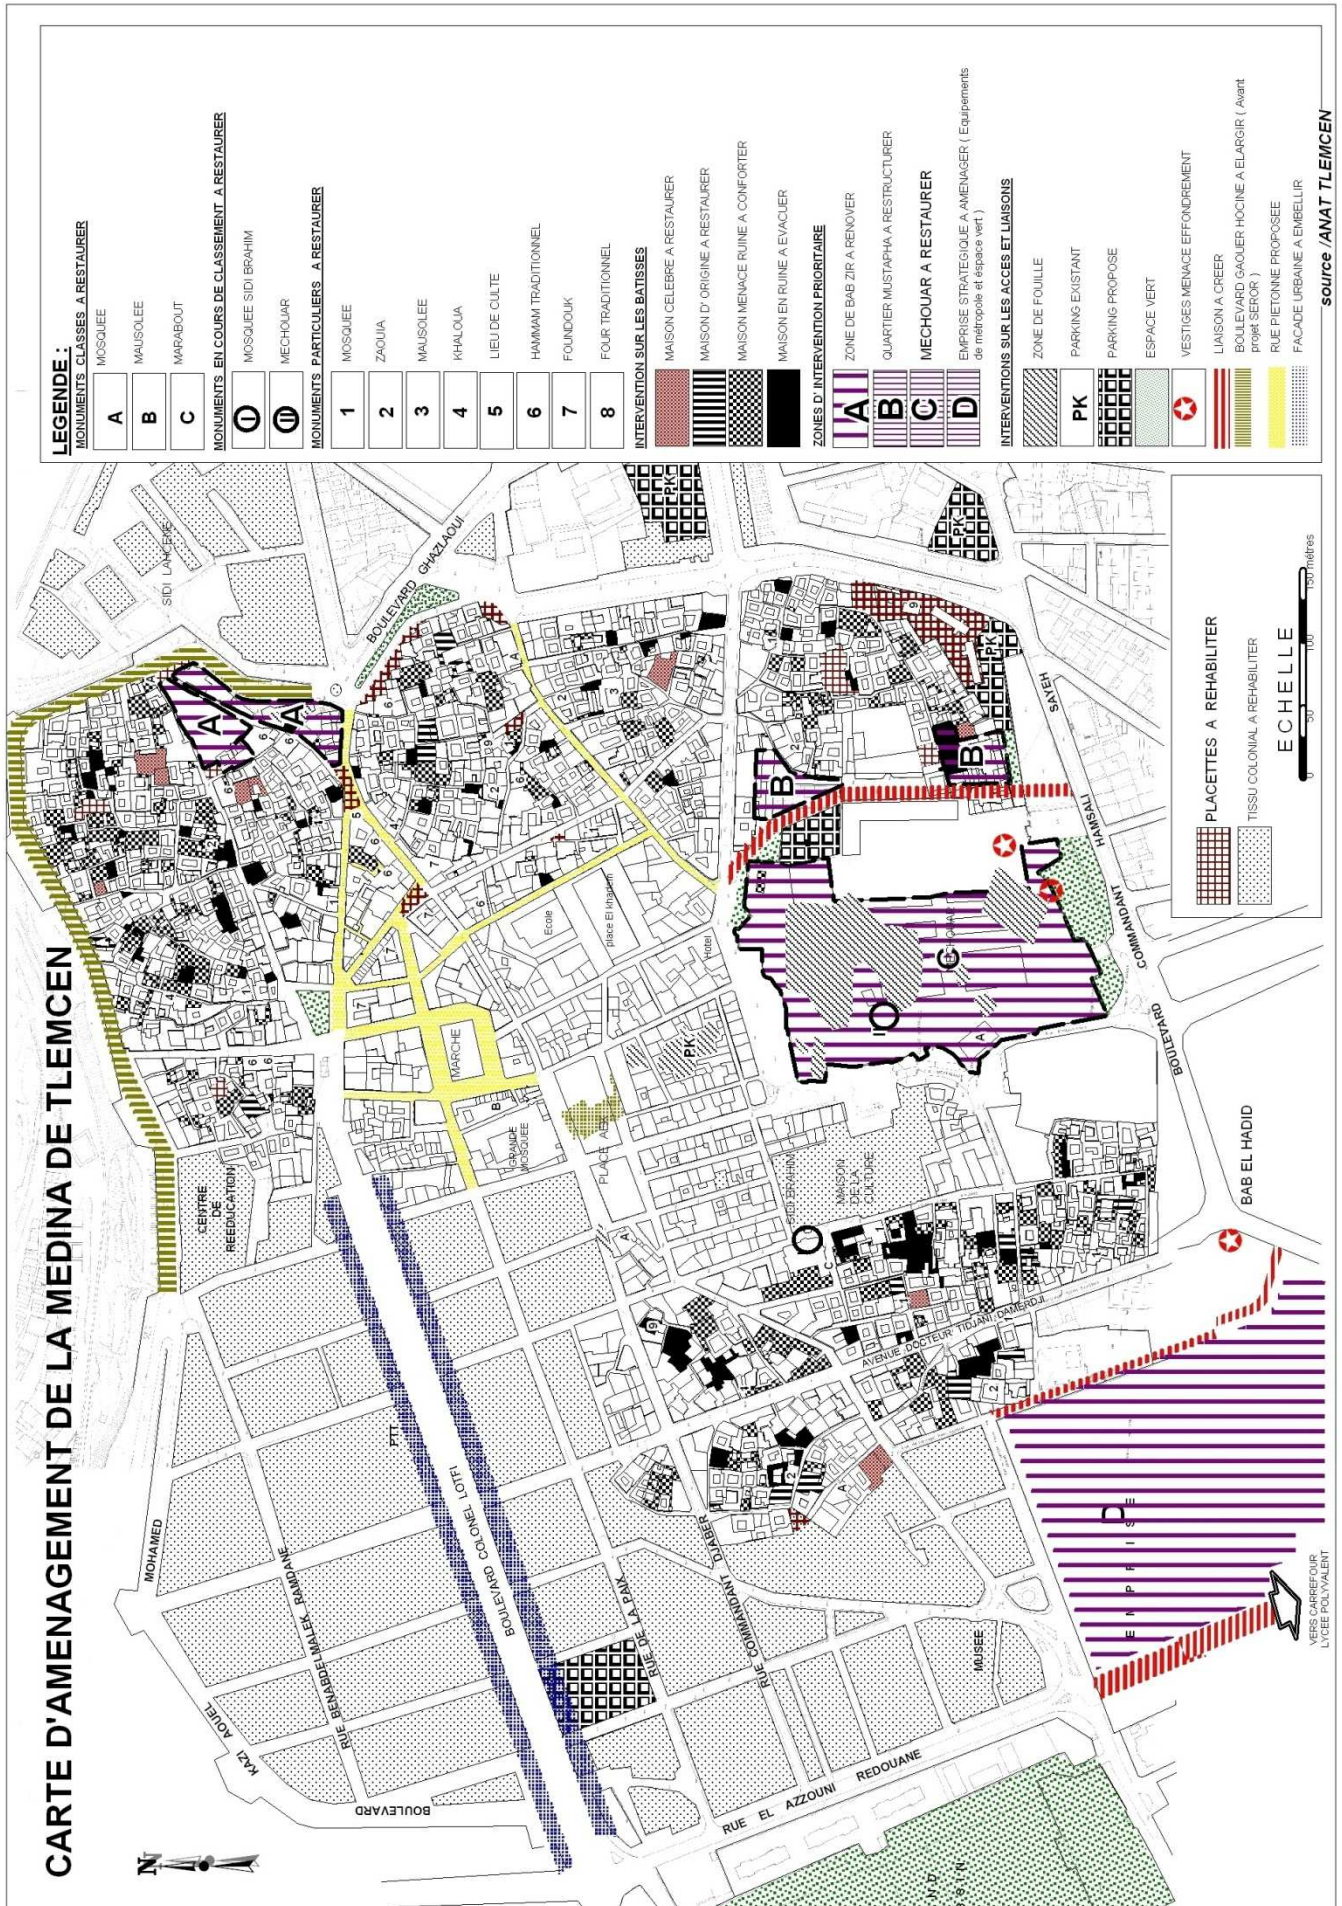 CARTE D'AMENAGEMENT DE LA MEDINA DE TLEMCEN
N
LEGENDE :
MONUMENTS CLASSES A RESTAURER
A MOSQUEE
B MAUSOLEE
C MARABOUT
MONUMENTS EN COURS DE CLASSEMENT A RESTAURER
I MOSQUEE SIDI BRAHIM
II MECHOUAR
MONUMENTS PARTICULIERS A RESTAURER
1 MOSQUEE
2 ZAOUIA
3 MAUSOLEE
4 KHALOUA
5 LIEU DE CULTE
6 HAMMAM TRADITIONNEL
7 FOUNDOUK
8 FOUR TRADITIONNEL
INTERVENTION SUR LES BATISSES
MAISON CELEBRE A RESTAURER
MAISON D' ORIGINE A RESTAURER
MAISON MENACE RUINE A CONFORTER
MAISON EN RUINE A EVACUER
ZONES D' INTERVENTION PRIORITAIRE
A ZONE DE BAB ZIR A RENOVER
B QUARTIER MUSTAPHA A RESTRUCTURER
C MECHOUAR A RESTAURER
D EMPRISE STRATEGIQUE A AMENAGER ( Equipements
de métropole et éspace vert )
INTERVENTIONS SUR LES ACCES ET LIAISONS
ZONE DE FOUILLE
PK PARKING EXISTANT
PARKING PROPOSE
ESPACE VERT
VESTIGES MENACE EFFONDREMENT
LIAISON A CREER
BOULEVARD GAOUER HOCINE A ELARGIR ( Avant
projet SEROR )
RUE PIETONNE PROPOSEE
FACADE URBAINE A EMBELLIR
source /ANAT TLEMCEN
PLACETTES A REHABILITER
TISSU COLONIAL A REHABILITER
ECHELLE
0 50 100 150 mètres
SIDI LAHCENE
BOULEVARD GHAZLAOUI
A
A
PK
PK
PK
B
B
SAYEH
HAMSALI
COMMANDANT
BOULEVARD
BAB EL HADID
C
Ecole
place El khadem
Hotel
MARCHE
PK
GRANDE
MOSQUEE
B
PLACE
CENTRE
DE
REEDUCATION
SIDI BRAHIM
MAISON
DE LA
CULTURE
AVENUE DOCTEUR TIDJANI DAMERDJI
PTT
BOULEVARD COLONEL LOTFI
MOHAMED
KAZI AOUEL
BOULEVARD
RUE BENABDELMALEK RAMDANE
RUE DE LA PAIX
RUE COMMANDANT DJABER
MUSEE
RUE EL AZZOUNI REDOUANE
D
EMPRISE
VERS CARREFOUR
LYCEE POLYVALENT